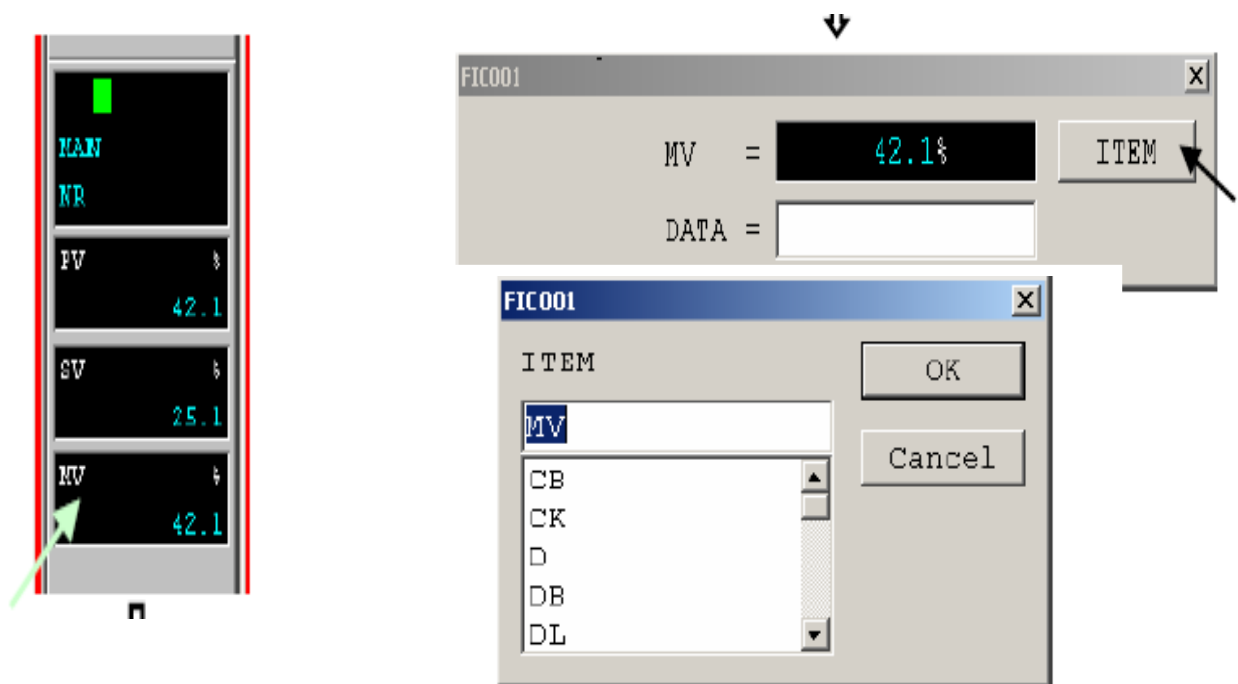 MAN
NR
PV %
42.1
SV %
25.1
MV %
42.1
FIC001
MV = 42.1% ITEM
DATA =
FIC001
ITEM
OK
MV
Cancel
CB
CK
D
DB
DL